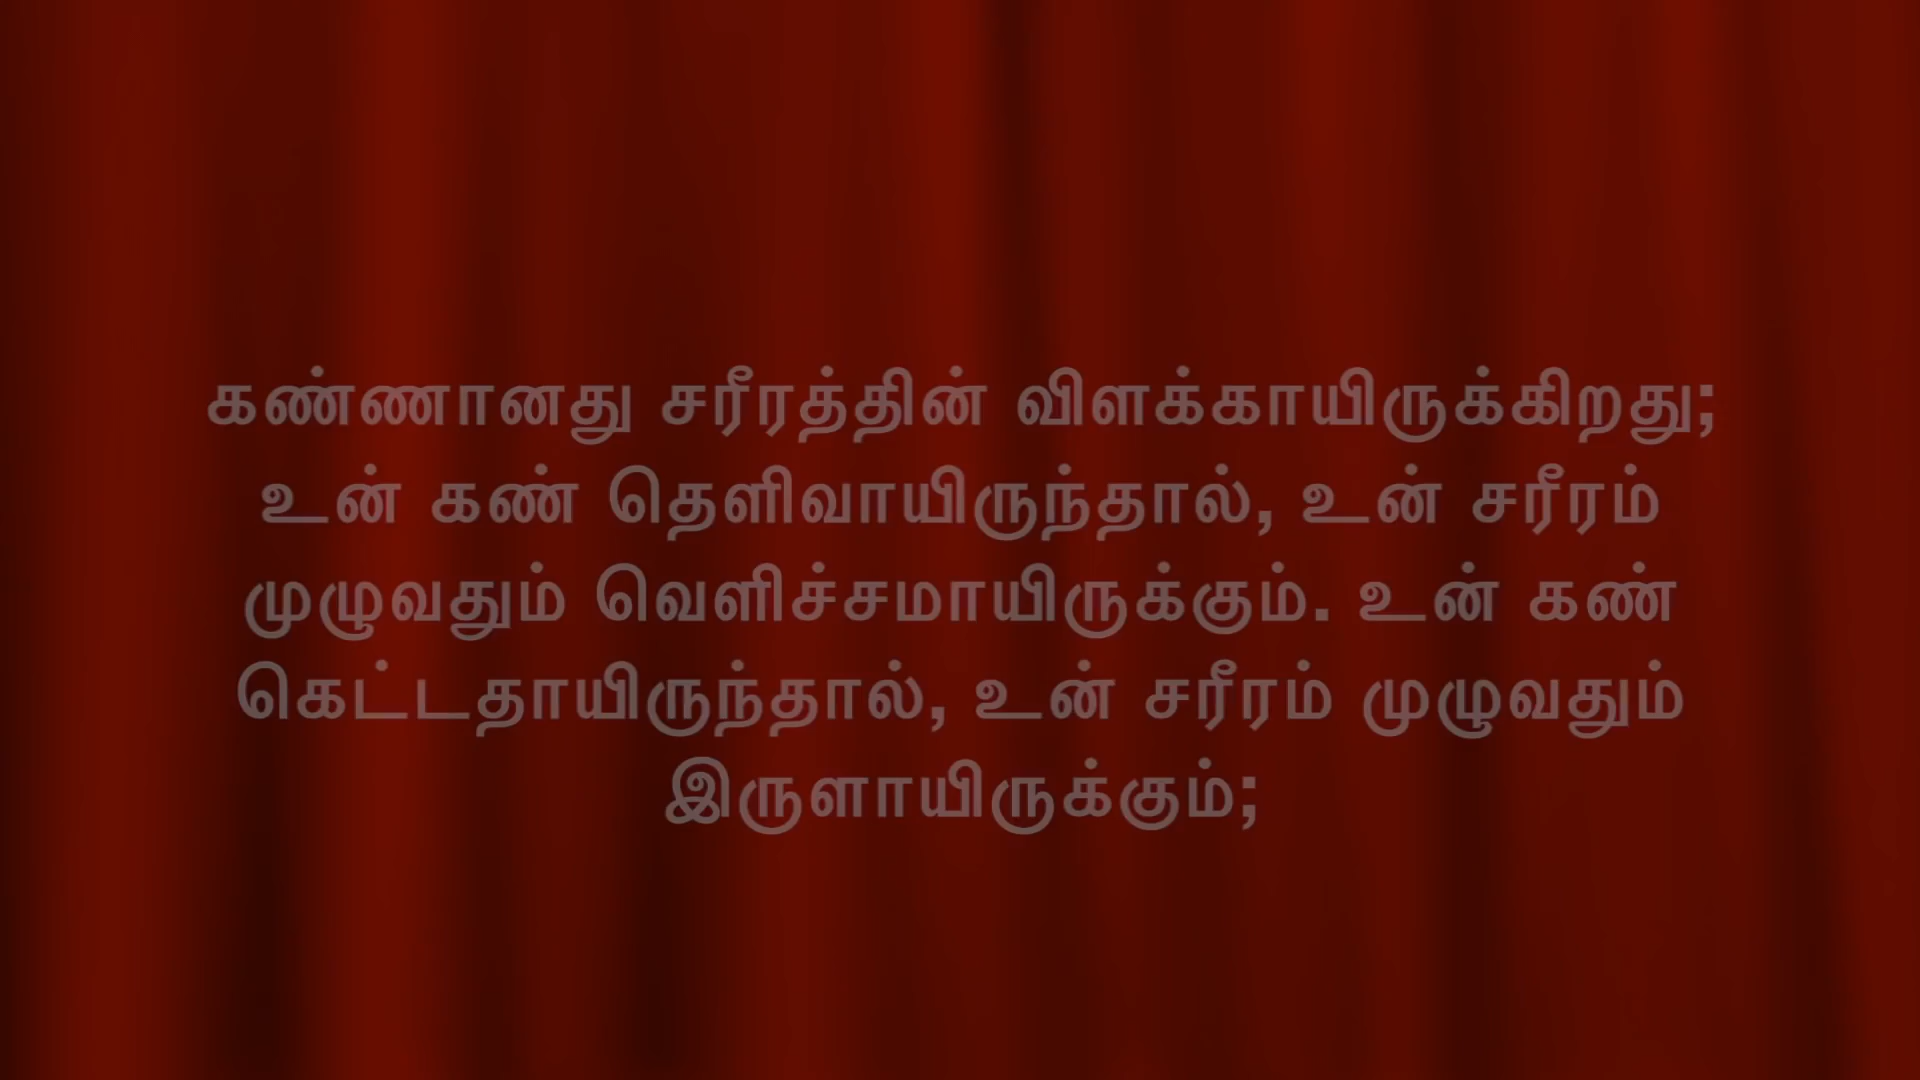 கண்ணானது சரீரத்தின் விளக்காயிருக்கிறது;
உன் கண் தெளிவாயிருந்தால், உன் சரீரம்
முழுவதும் வெளிச்சமாயிருக்கும். உன் கண்
கெட்டதாயிருந்தால், உன் சரீரம் முழுவதும்
இருளாயிருக்கும்;